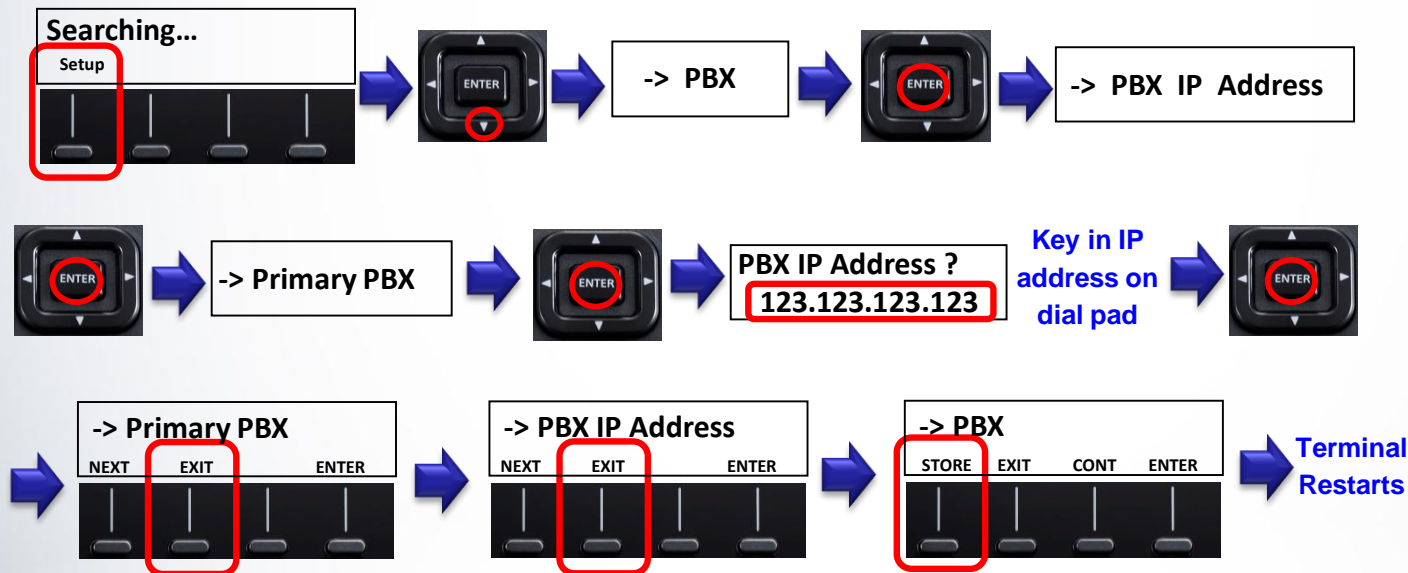 Searching...
Setup
ENTER
-> PBX
ENTER
-> PBX IP Address
ENTER
-> Primary PBX
ENTER
PBX IP Address ?
123.123.123.123
Key in IP
address on
dial pad
ENTER
-> Primary PBX
NEXT EXIT ENTER
-> PBX IP Address
NEXT EXIT ENTER
-> PBX
STORE EXIT CONT ENTER
Terminal
Restarts